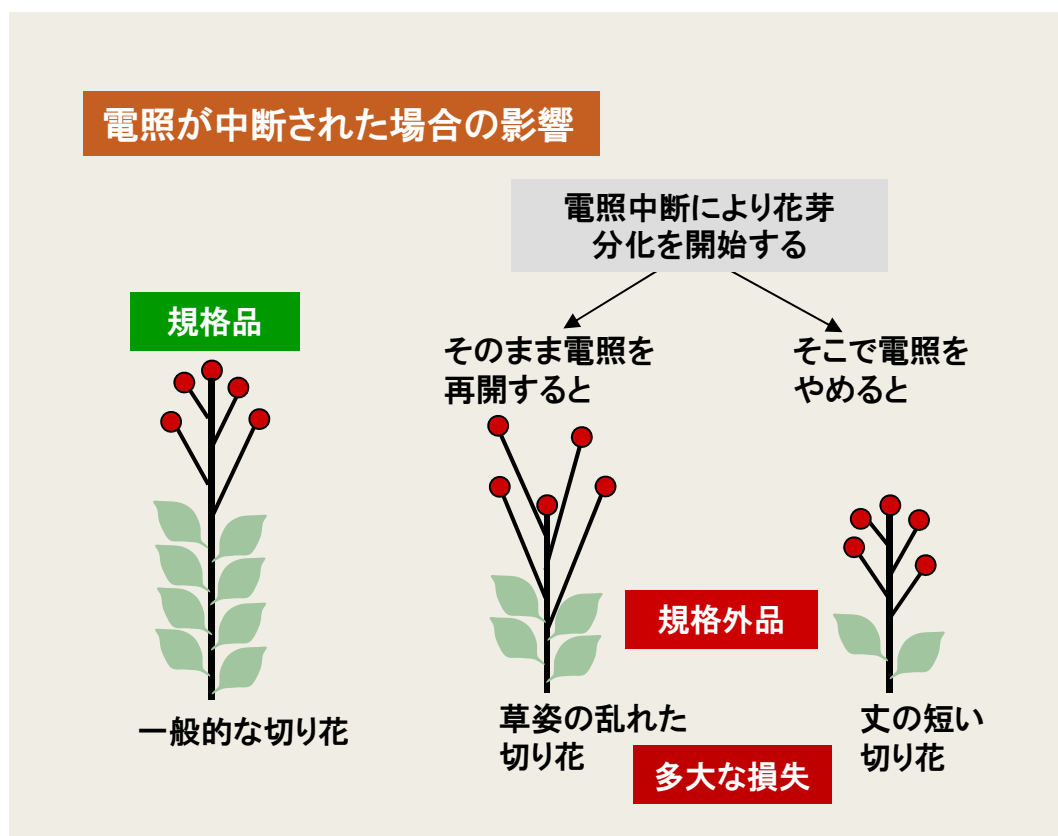 電照が中断された場合の影響
電照中断により花芽
分化を開始する
規格品
そのまま電照を
再開すると
そこで電照を
やめると
規格外品
一般的な切り花
草姿の乱れた
切り花
丈の短い
切り花
多大な損失